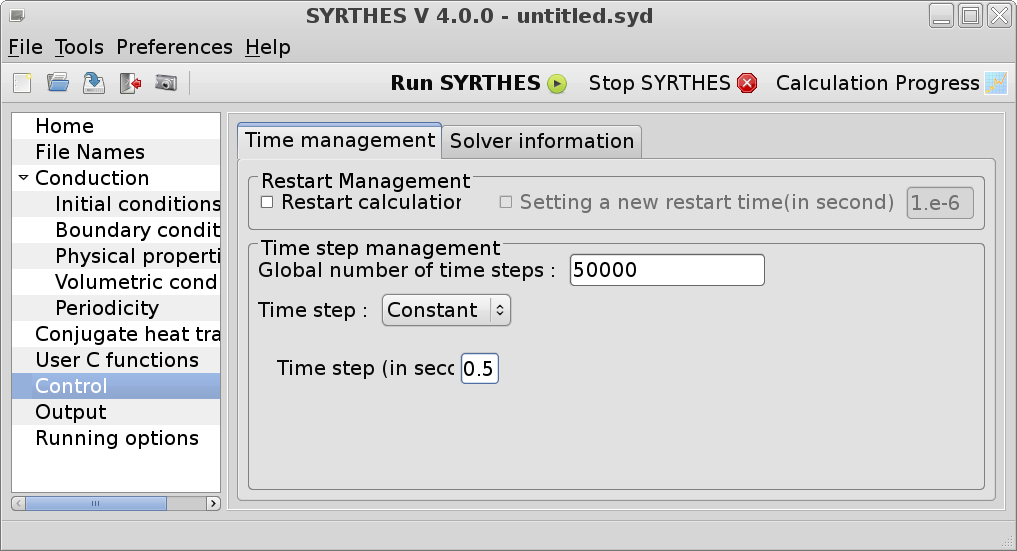 SYRTHES V 4.0.0 - untitled.syd
File Tools Preferences Help
Run SYRTHES Stop SYRTHES Calculation Progress
Home
File Names
Conduction
Initial conditions
Boundary condit
Physical properti
Volumetric cond
Periodicity
Conjugate heat tra
User C functions
Control
Output
Running options
Time management Solver information
Restart Management
Restart calculation Setting a new restart time(in second) 1.e-6
Time step management
Global number of time steps : 50000
Time step : Constant
Time step (in sec 0.5